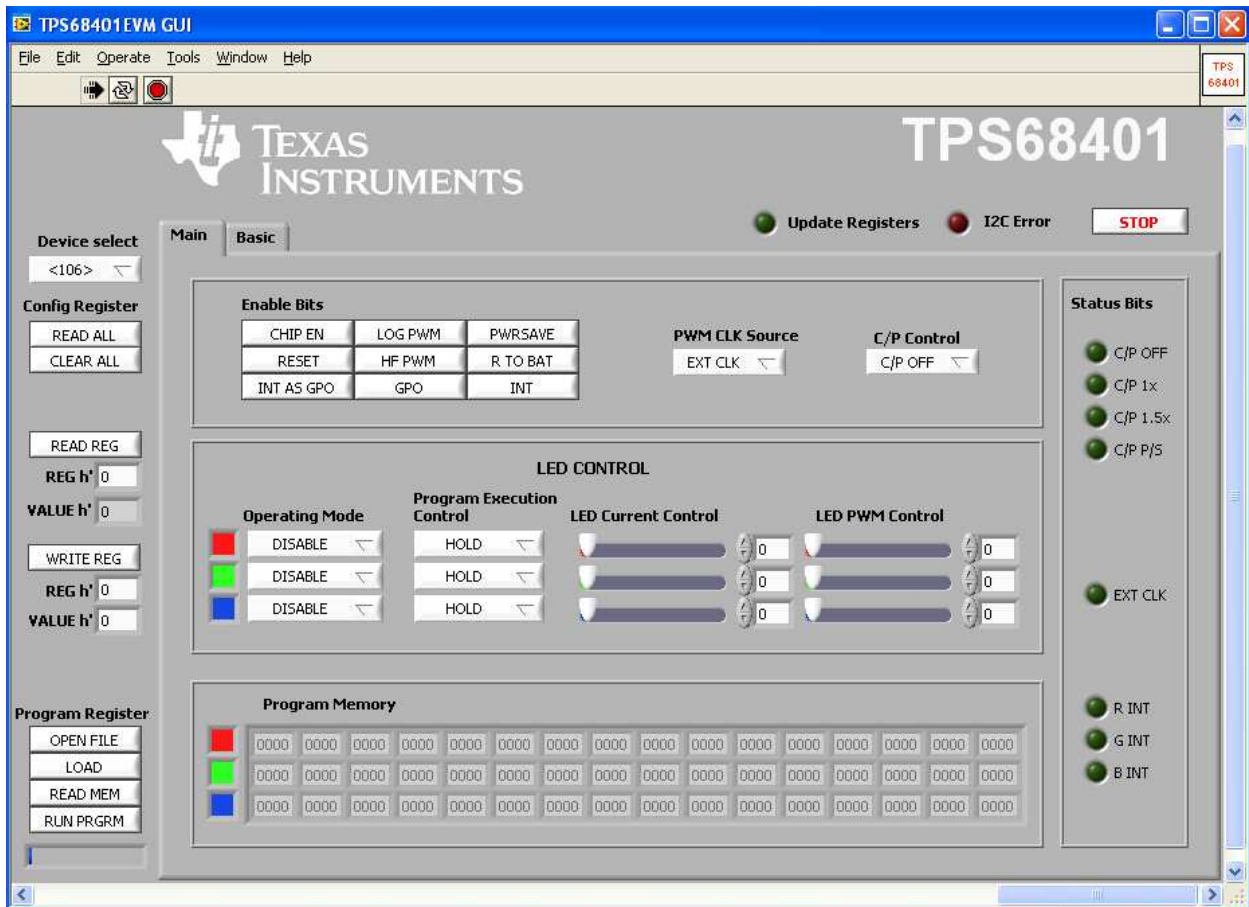 TPS68401EVM GUI
File Edit Operate Tools Window Help
TPS
68401
TEXAS
INSTRUMENTS
TPS68401
Update Registers I2C Error STOP
Device select
<106>
Config Register
READ ALL
CLEAR ALL
READ REG
REG h' 0
VALUE h' 0
WRITE REG
REG h' 0
VALUE h' 0
Program Register
OPEN FILE
LOAD
READ MEM
RUN PRGRM
Main Basic
Enable Bits
CHIP EN LOG PWM PWRSAVE
RESET HF PWM R TO BAT
INT AS GPO GPO INT
PWM CLK Source
EXT CLK
C/P Control
C/P OFF
LED CONTROL
Operating Mode Program Execution Control LED Current Control LED PWM Control
DISABLE HOLD 0 0
DISABLE HOLD 0 0
DISABLE HOLD 0 0
Program Memory
0000 0000 0000 0000 0000 0000 0000 0000 0000 0000 0000 0000 0000 0000 0000 0000
0000 0000 0000 0000 0000 0000 0000 0000 0000 0000 0000 0000 0000 0000 0000 0000
0000 0000 0000 0000 0000 0000 0000 0000 0000 0000 0000 0000 0000 0000 0000 0000
Status Bits
C/P OFF
C/P 1x
C/P 1.5x
C/P P/S
EXT CLK
R INT
G INT
B INT